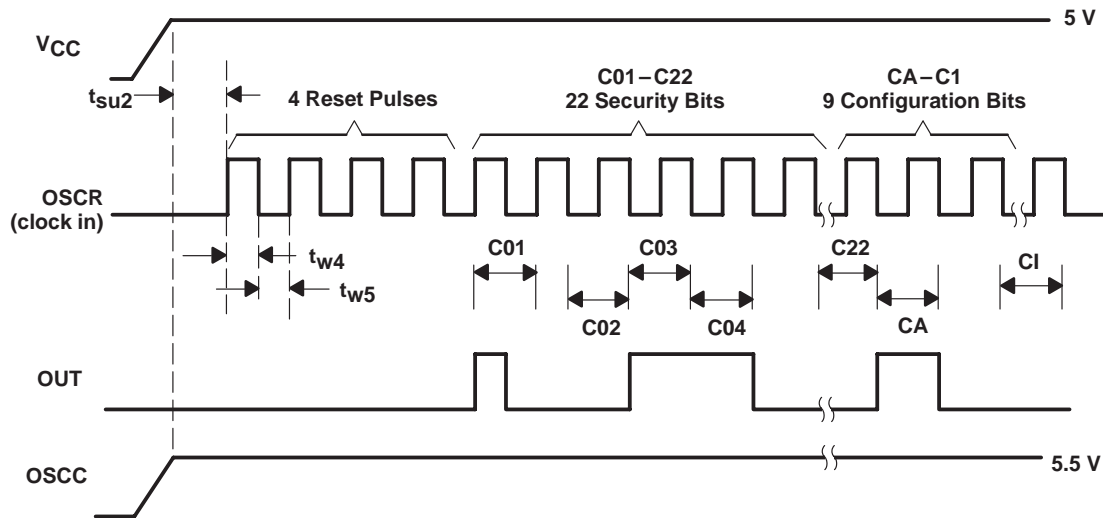 VCC
5 V
tsu2
4 Reset Pulses
C01–C22
22 Security Bits
CA–C1
9 Configuration Bits
OSCR
(clock in)
tw4
tw5
C01
C02
C03
C04
C22
CA
CI
OUT
OSCC
5.5 V